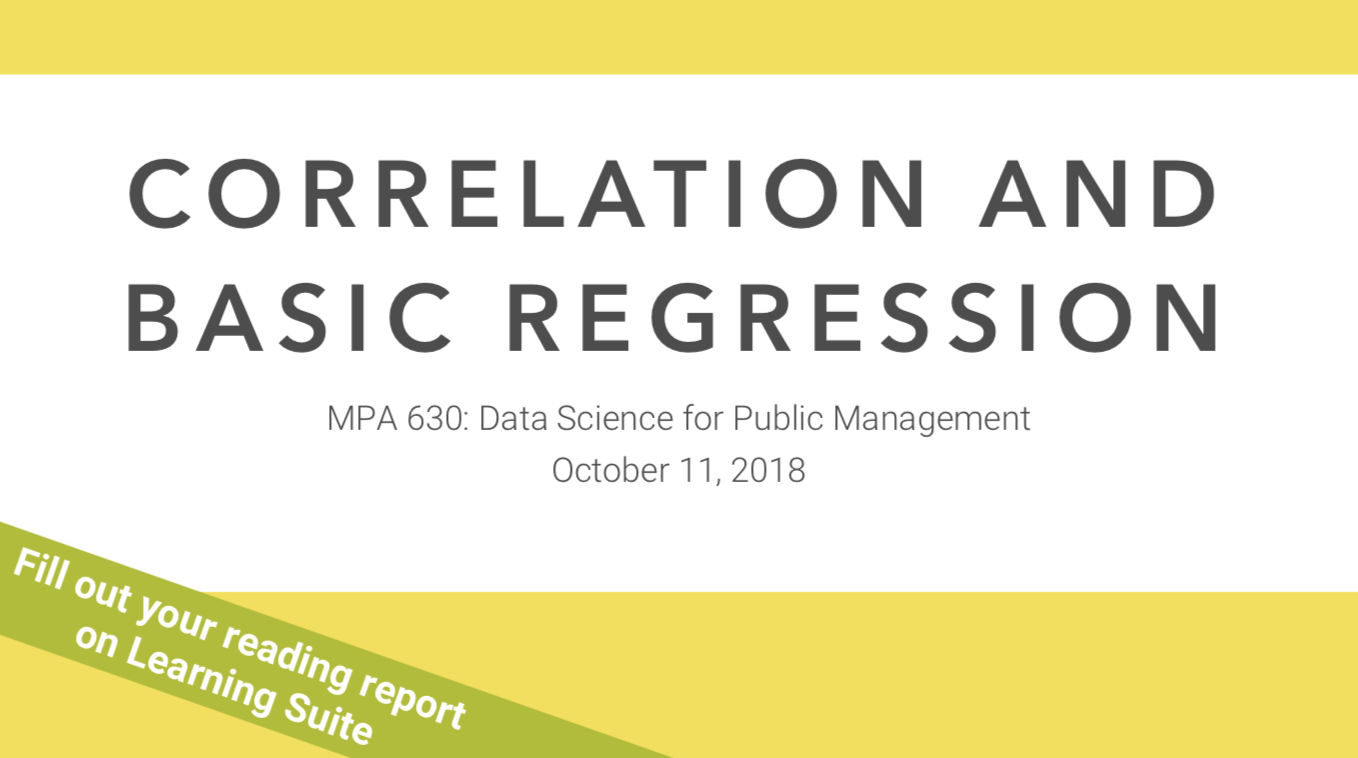 CORRELATION AND
BASIC REGRESSION
MPA 630: Data Science for Public Management
October 11, 2018
Fill out your reading report
on Learning Suite